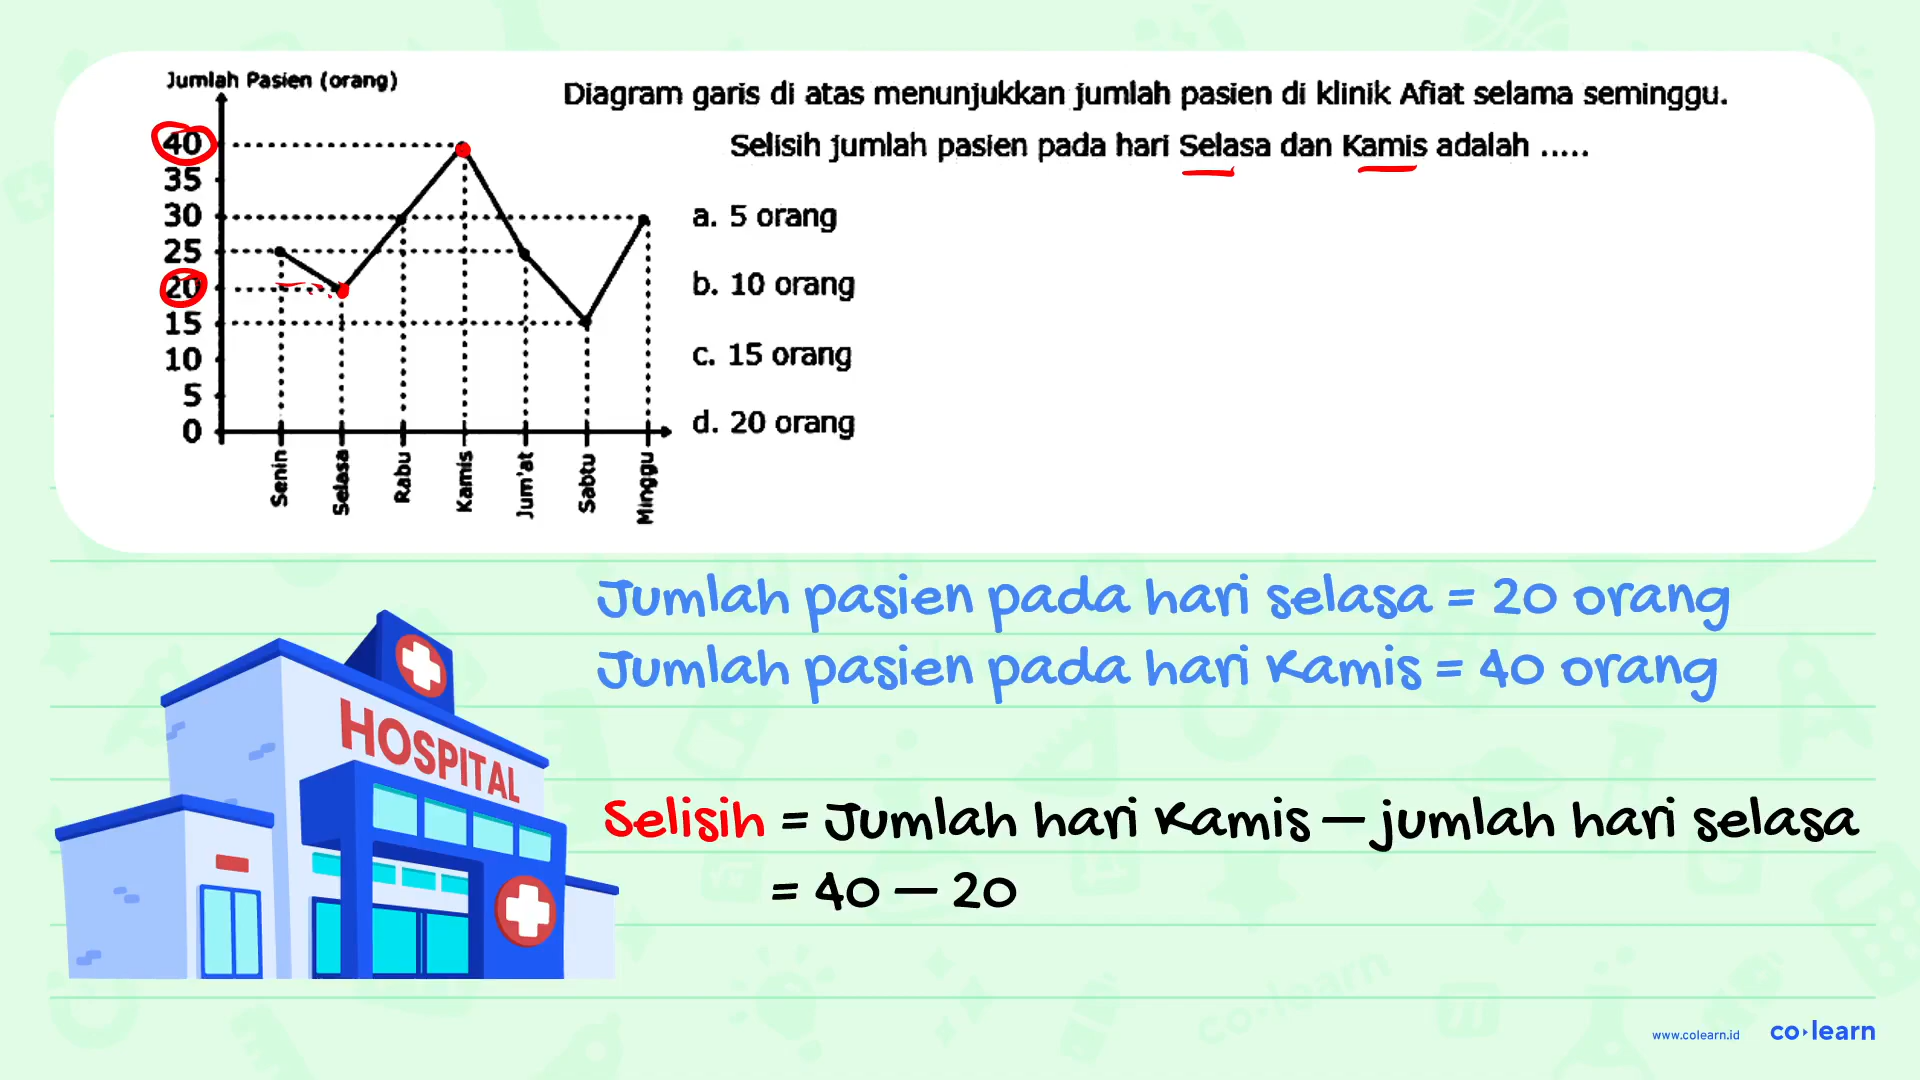 Jumlah Pasien (orang)
40
35
30
25
20
15
10
5
0
Senin
Selasa
Rabu
Kamis
Jum'at
Sabtu
Minggu
Diagram garis di atas menunjukkan jumlah pasien di klinik Afiat selama seminggu.
Selisih jumlah pasien pada hari Selasa dan Kamis adalah .....
a. 5 orang
b. 10 orang
c. 15 orang
d. 20 orang
Jumlah pasien pada hari selasa = 20 orang
Jumlah pasien pada hari Kamis = 40 orang
HOSPITAL
Selisih = Jumlah hari Kamis – jumlah hari selasa
= 40 – 20
co·learn
www.colearn.id
co·learn